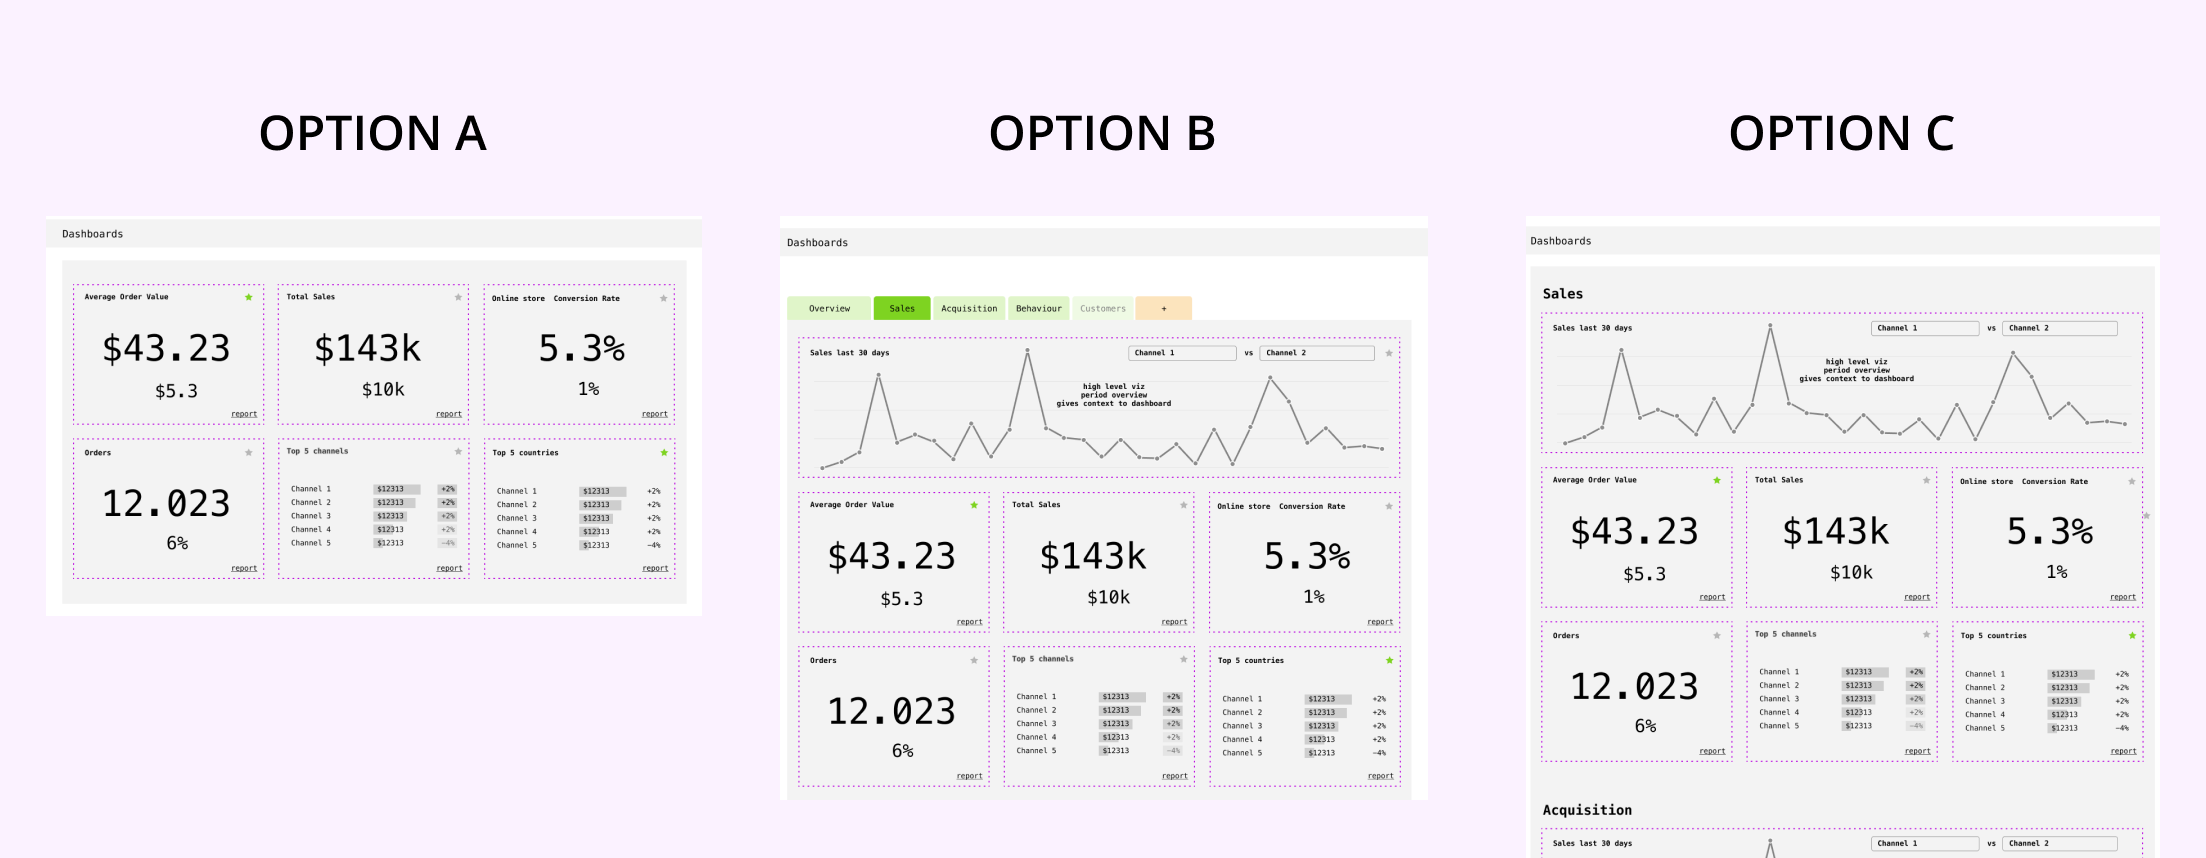 OPTION A
Dashboards
Average Order Value
$43.23
$5.3
report
Total Sales
$143k
$10k
report
Online store  Conversion Rate
5.3%
1%
report
Orders
12.023
6%
report
Top 5 channels
Channel 1 $12313 +2%
Channel 2 $12313 +2%
Channel 3 $12313 +2%
Channel 4 $12313 +2%
Channel 5 $12313 −4%
report
Top 5 countries
Channel 1 $12313 +2%
Channel 2 $12313 +2%
Channel 3 $12313 +2%
Channel 4 $12313 +2%
Channel 5 $12313 −4%
report
OPTION B
Dashboards
Overview Sales Acquisition Behaviour Customers +
Sales last 30 days Channel 1 vs Channel 2
high level viz
period overview
gives context to dashboard
Average Order Value
$43.23
$5.3
report
Total Sales
$143k
$10k
report
Online store  Conversion Rate
5.3%
1%
report
Orders
12.023
6%
report
Top 5 channels
Channel 1 $12313 +2%
Channel 2 $12313 +2%
Channel 3 $12313 +2%
Channel 4 $12313 +2%
Channel 5 $12313 −4%
report
Top 5 countries
Channel 1 $12313 +2%
Channel 2 $12313 +2%
Channel 3 $12313 +2%
Channel 4 $12313 +2%
Channel 5 $12313 −4%
report
OPTION C
Dashboards
Sales
Sales last 30 days Channel 1 vs Channel 2
high level viz
period overview
gives context to dashboard
Average Order Value
$43.23
$5.3
report
Total Sales
$143k
$10k
report
Online store  Conversion Rate
5.3%
1%
report
Orders
12.023
6%
report
Top 5 channels
Channel 1 $12313 +2%
Channel 2 $12313 +2%
Channel 3 $12313 +2%
Channel 4 $12313 +2%
Channel 5 $12313 −4%
report
Top 5 countries
Channel 1 $12313 +2%
Channel 2 $12313 +2%
Channel 3 $12313 +2%
Channel 4 $12313 +2%
Channel 5 $12313 −4%
report
Acquisition
Sales last 30 days Channel 1 vs Channel 2